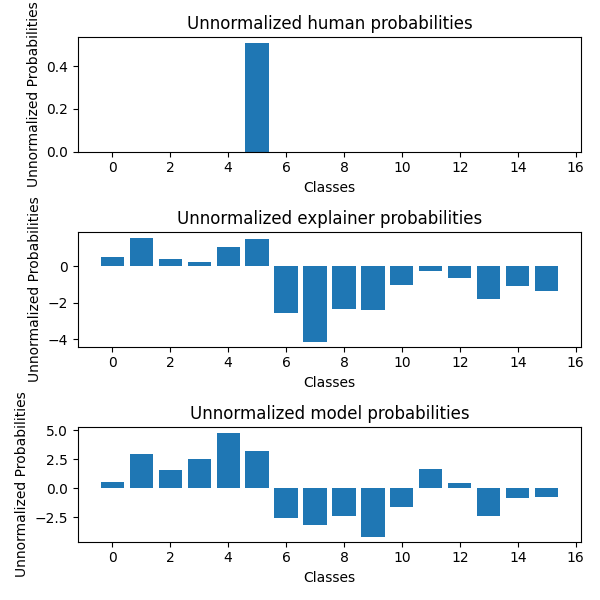 Unnormalized human probabilities
Unnormalized Probabilities
0.4
0.2
0.0
0 2 4 6 8 10 12 14 16
Classes
Unnormalized explainer probabilities
Unnormalized Probabilities
0
−2
−4
0 2 4 6 8 10 12 14 16
Classes
Unnormalized model probabilities
Unnormalized Probabilities
5.0
2.5
0.0
−2.5
0 2 4 6 8 10 12 14 16
Classes